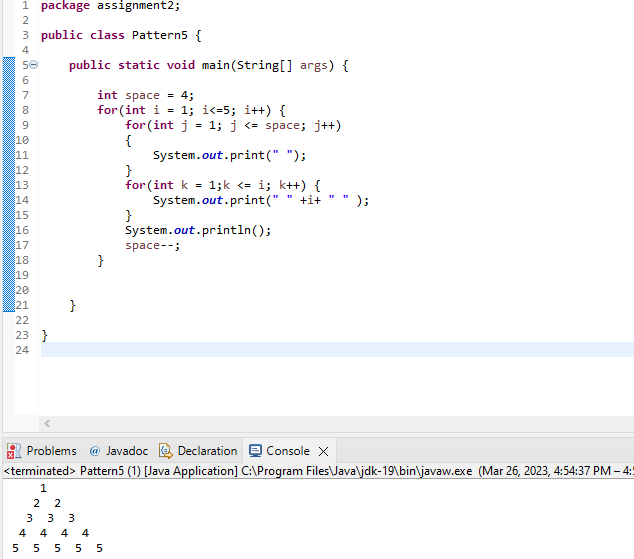 1 package assignment2;
2
3 public class Pattern5 {
4
5     public static void main(String[] args) {
6
7         int space = 4;
8         for(int i = 1; i<=5; i++) {
9             for(int j = 1; j <= space; j++)
10             {
11                 System.out.print(" ");
12             }
13             for(int k = 1;k <= i; k++) {
14                 System.out.print(" " +i+ " " );
15             }
16             System.out.println();
17             space--;
18         }
19
20
21     }
22
23 }
24
Problems @ Javadoc Declaration Console
<terminated> Pattern5 (1) [Java Application] C:\Program Files\Java\jdk-19\bin\javaw.exe (Mar 26, 2023, 4:54:37 PM – 4:
     1
    2  2
   3  3  3
  4  4  4  4
 5  5  5  5  5